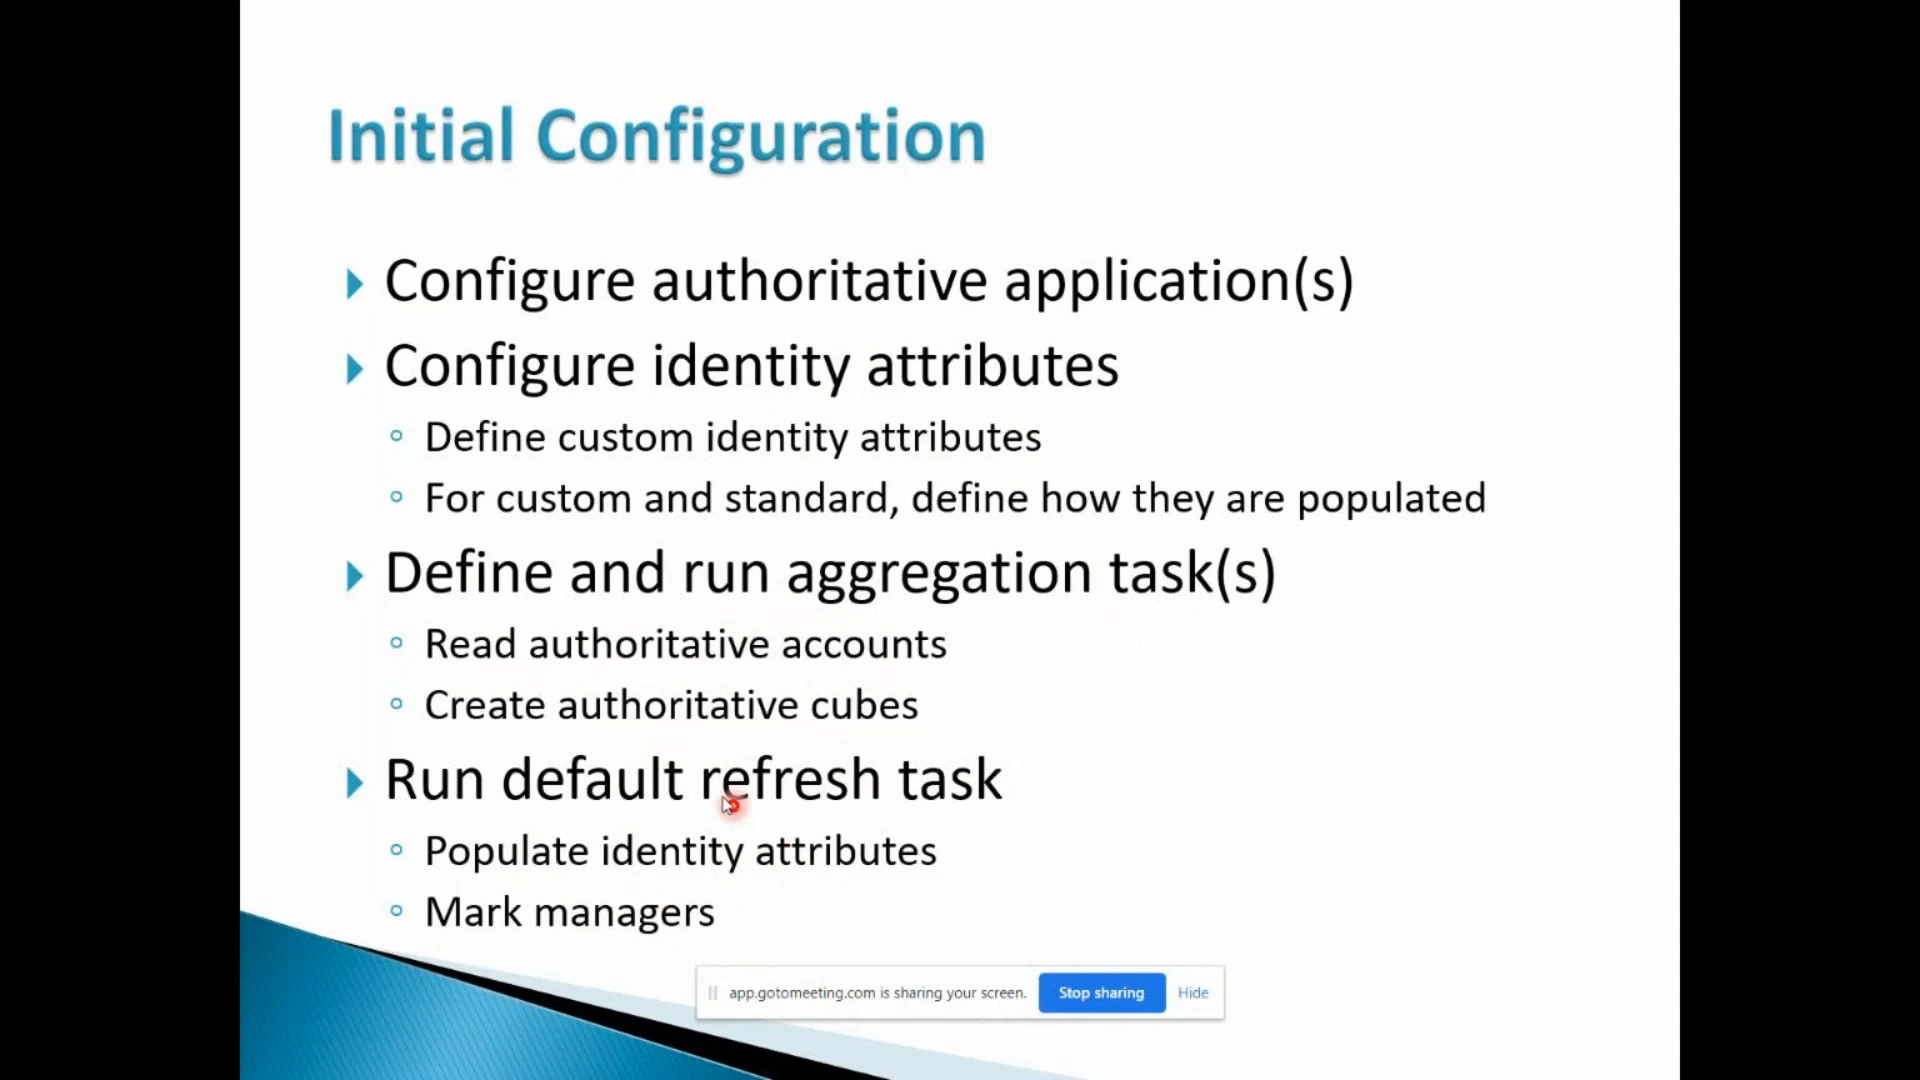 Initial Configuration
Configure authoritative application(s)
Configure identity attributes
Define custom identity attributes
For custom and standard, define how they are populated
Define and run aggregation task(s)
Read authoritative accounts
Create authoritative cubes
Run default refresh task
Populate identity attributes
Mark managers
app.gotomeeting.com is sharing your screen. Stop sharing Hide